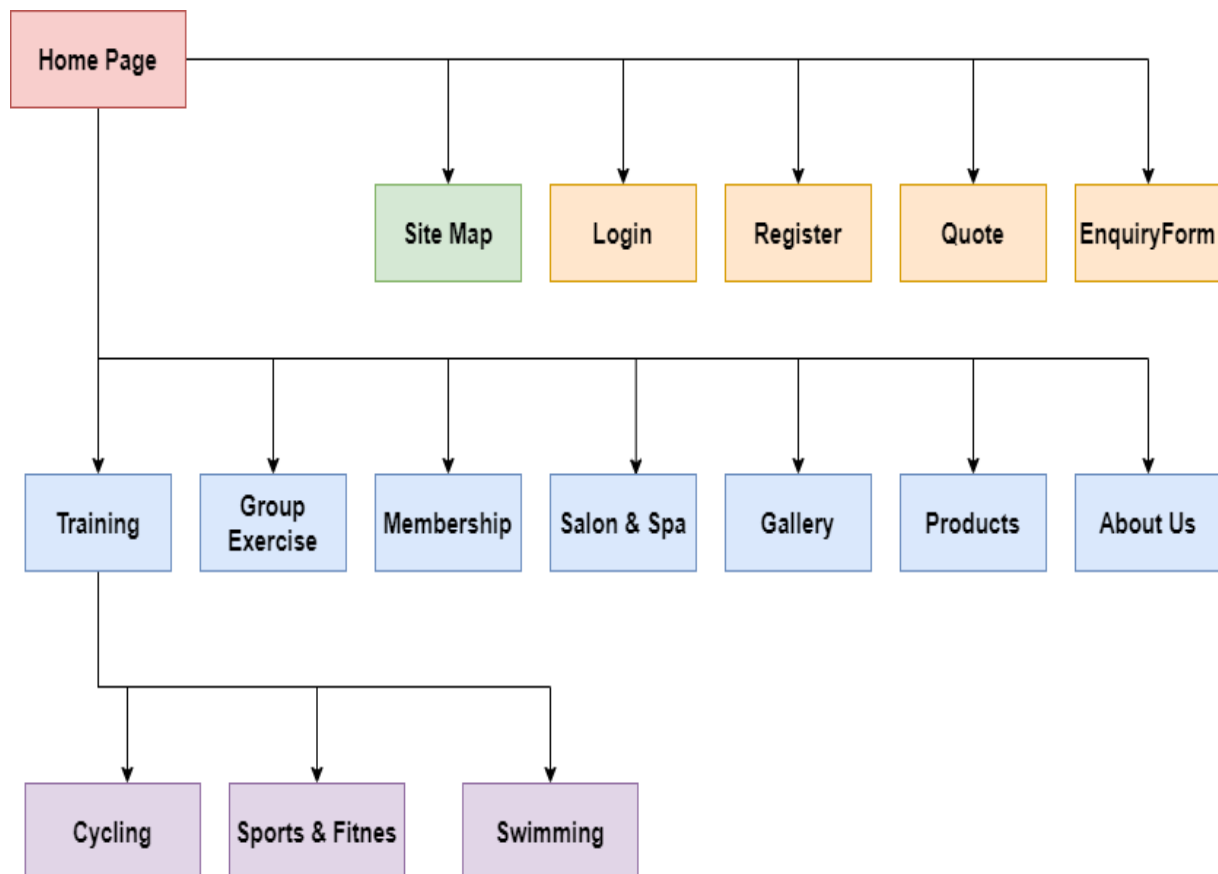 Home Page
Site Map
Login
Register
Quote
EnquiryForm
Training
Group
Exercise
Membership
Salon & Spa
Gallery
Products
About Us
Cycling
Sports & Fitnes
Swimming